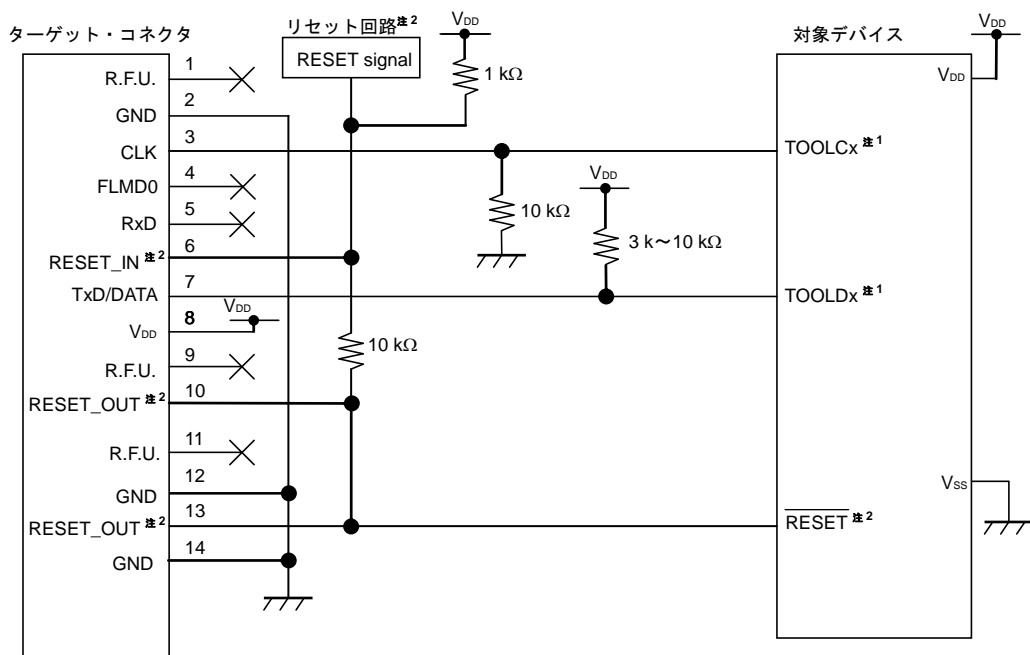 ターゲット・コネクタ
1
R.F.U.
2
GND
3
CLK
4
FLMD0
5
RxD
6
RESET_IN 注2
7
TxD/DATA
8
VDD
VDD
9
R.F.U.
10
RESET_OUT 注2
11
R.F.U.
12
GND
13
RESET_OUT 注2
14
GND
リセット回路注2
RESET signal
VDD
1 kΩ
10 kΩ
10 kΩ
VDD
3 k～10 kΩ
対象デバイス
VDD
VDD
TOOLCx 注1
TOOLDx 注1
VSS
RESET 注2